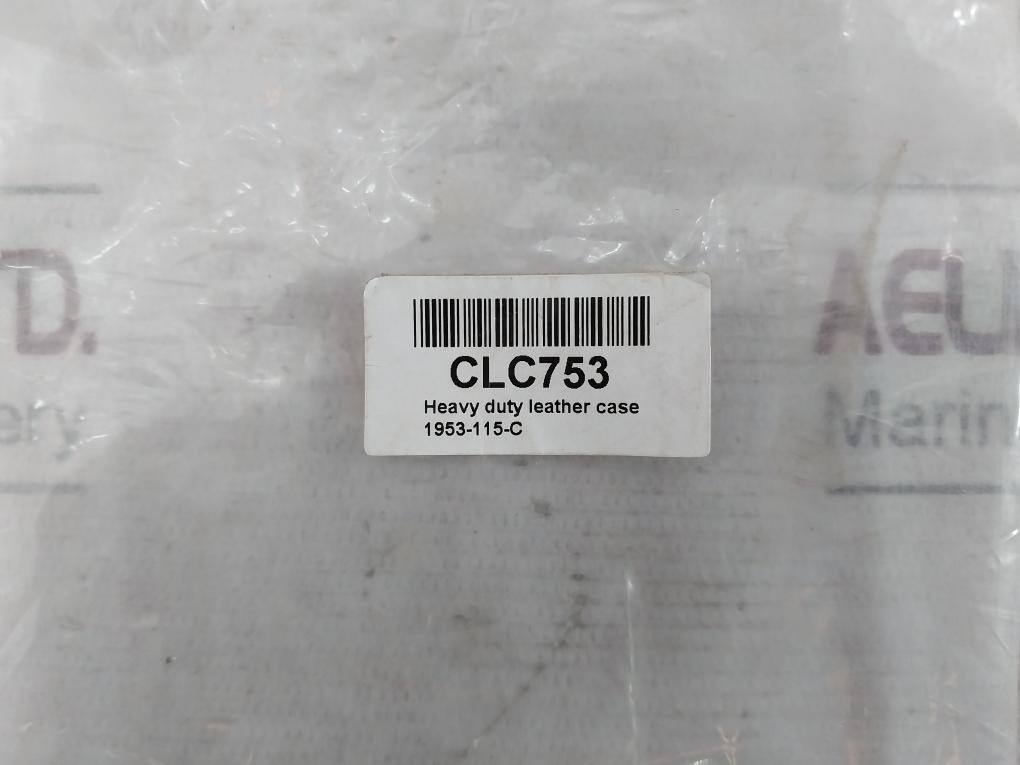 CLC753
Heavy duty leather case
1953-115-C